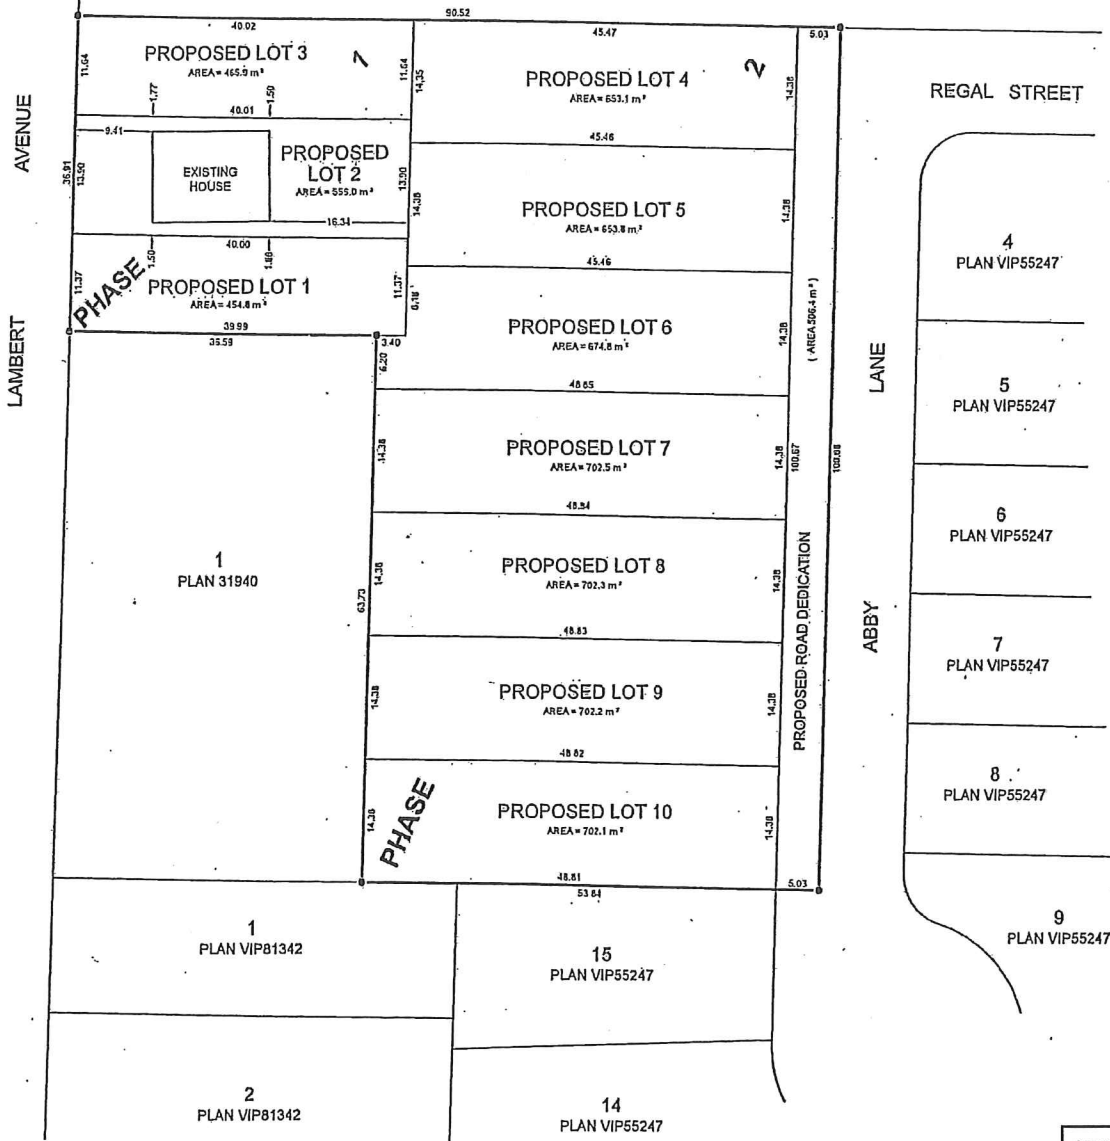 90.52
40.02
45.47
5.03
PROPOSED LOT 3
AREA = 465.9 m²
1
11.64
11.64
1.77
1.50
40.01
AVENUE
9.41
EXISTING
HOUSE
PROPOSED
LOT 2
AREA = 555.0 m²
36.91
13.90
13.90
16.34
40.00
1.50
1.88
PHASE
PROPOSED LOT 1
AREA = 454.8 m²
11.37
11.37
39.99
36.59
3.40
LAMBERT
2
PROPOSED LOT 4
AREA = 653.1 m²
14.35
14.38
45.46
PROPOSED LOT 5
AREA = 653.8 m²
14.38
14.38
45.46
PROPOSED LOT 6
AREA = 674.8 m²
8.18
6.20
14.38
48.85
PROPOSED LOT 7
AREA = 702.5 m²
14.38
14.38
48.84
PROPOSED LOT 8
AREA = 702.3 m²
14.38
14.38
48.83
PROPOSED LOT 9
AREA = 702.2 m²
14.38
14.38
48.82
PHASE
PROPOSED LOT 10
AREA = 702.1 m²
14.38
14.38
48.81
53.84
5.03
63.73
( AREA 506.4 m² )
100.67
100.68
PROPOSED ROAD DEDICATION
REGAL STREET
LANE
ABBY
4
PLAN VIP55247
5
PLAN VIP55247
6
PLAN VIP55247
7
PLAN VIP55247
8
PLAN VIP55247
9
PLAN VIP55247
1
PLAN 31940
1
PLAN VIP81342
2
PLAN VIP81342
15
PLAN VIP55247
14
PLAN VIP55247